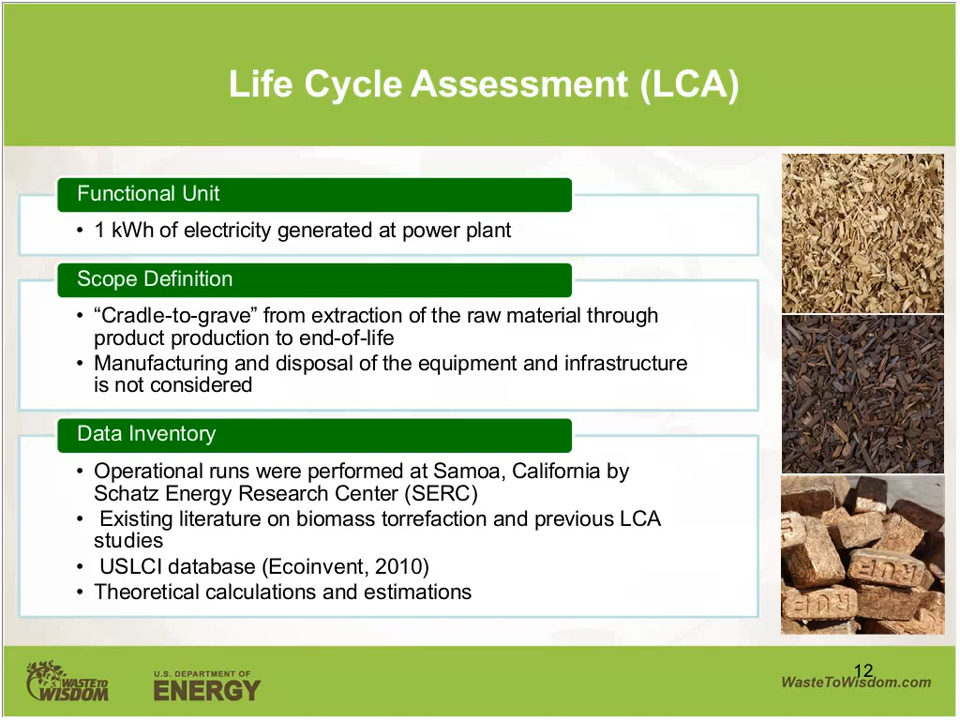 Life Cycle Assessment (LCA)
Functional Unit
• 1 kWh of electricity generated at power plant
Scope Definition
• “Cradle-to-grave” from extraction of the raw material through
product production to end-of-life
• Manufacturing and disposal of the equipment and infrastructure
is not considered
Data Inventory
• Operational runs were performed at Samoa, California by
Schatz Energy Research Center (SERC)
• Existing literature on biomass torrefaction and previous LCA
studies
• USLCI database (Ecoinvent, 2010)
• Theoretical calculations and estimations
WASTE TO
WISDOM
U.S. DEPARTMENT OF
ENERGY
12
WasteToWisdom.com